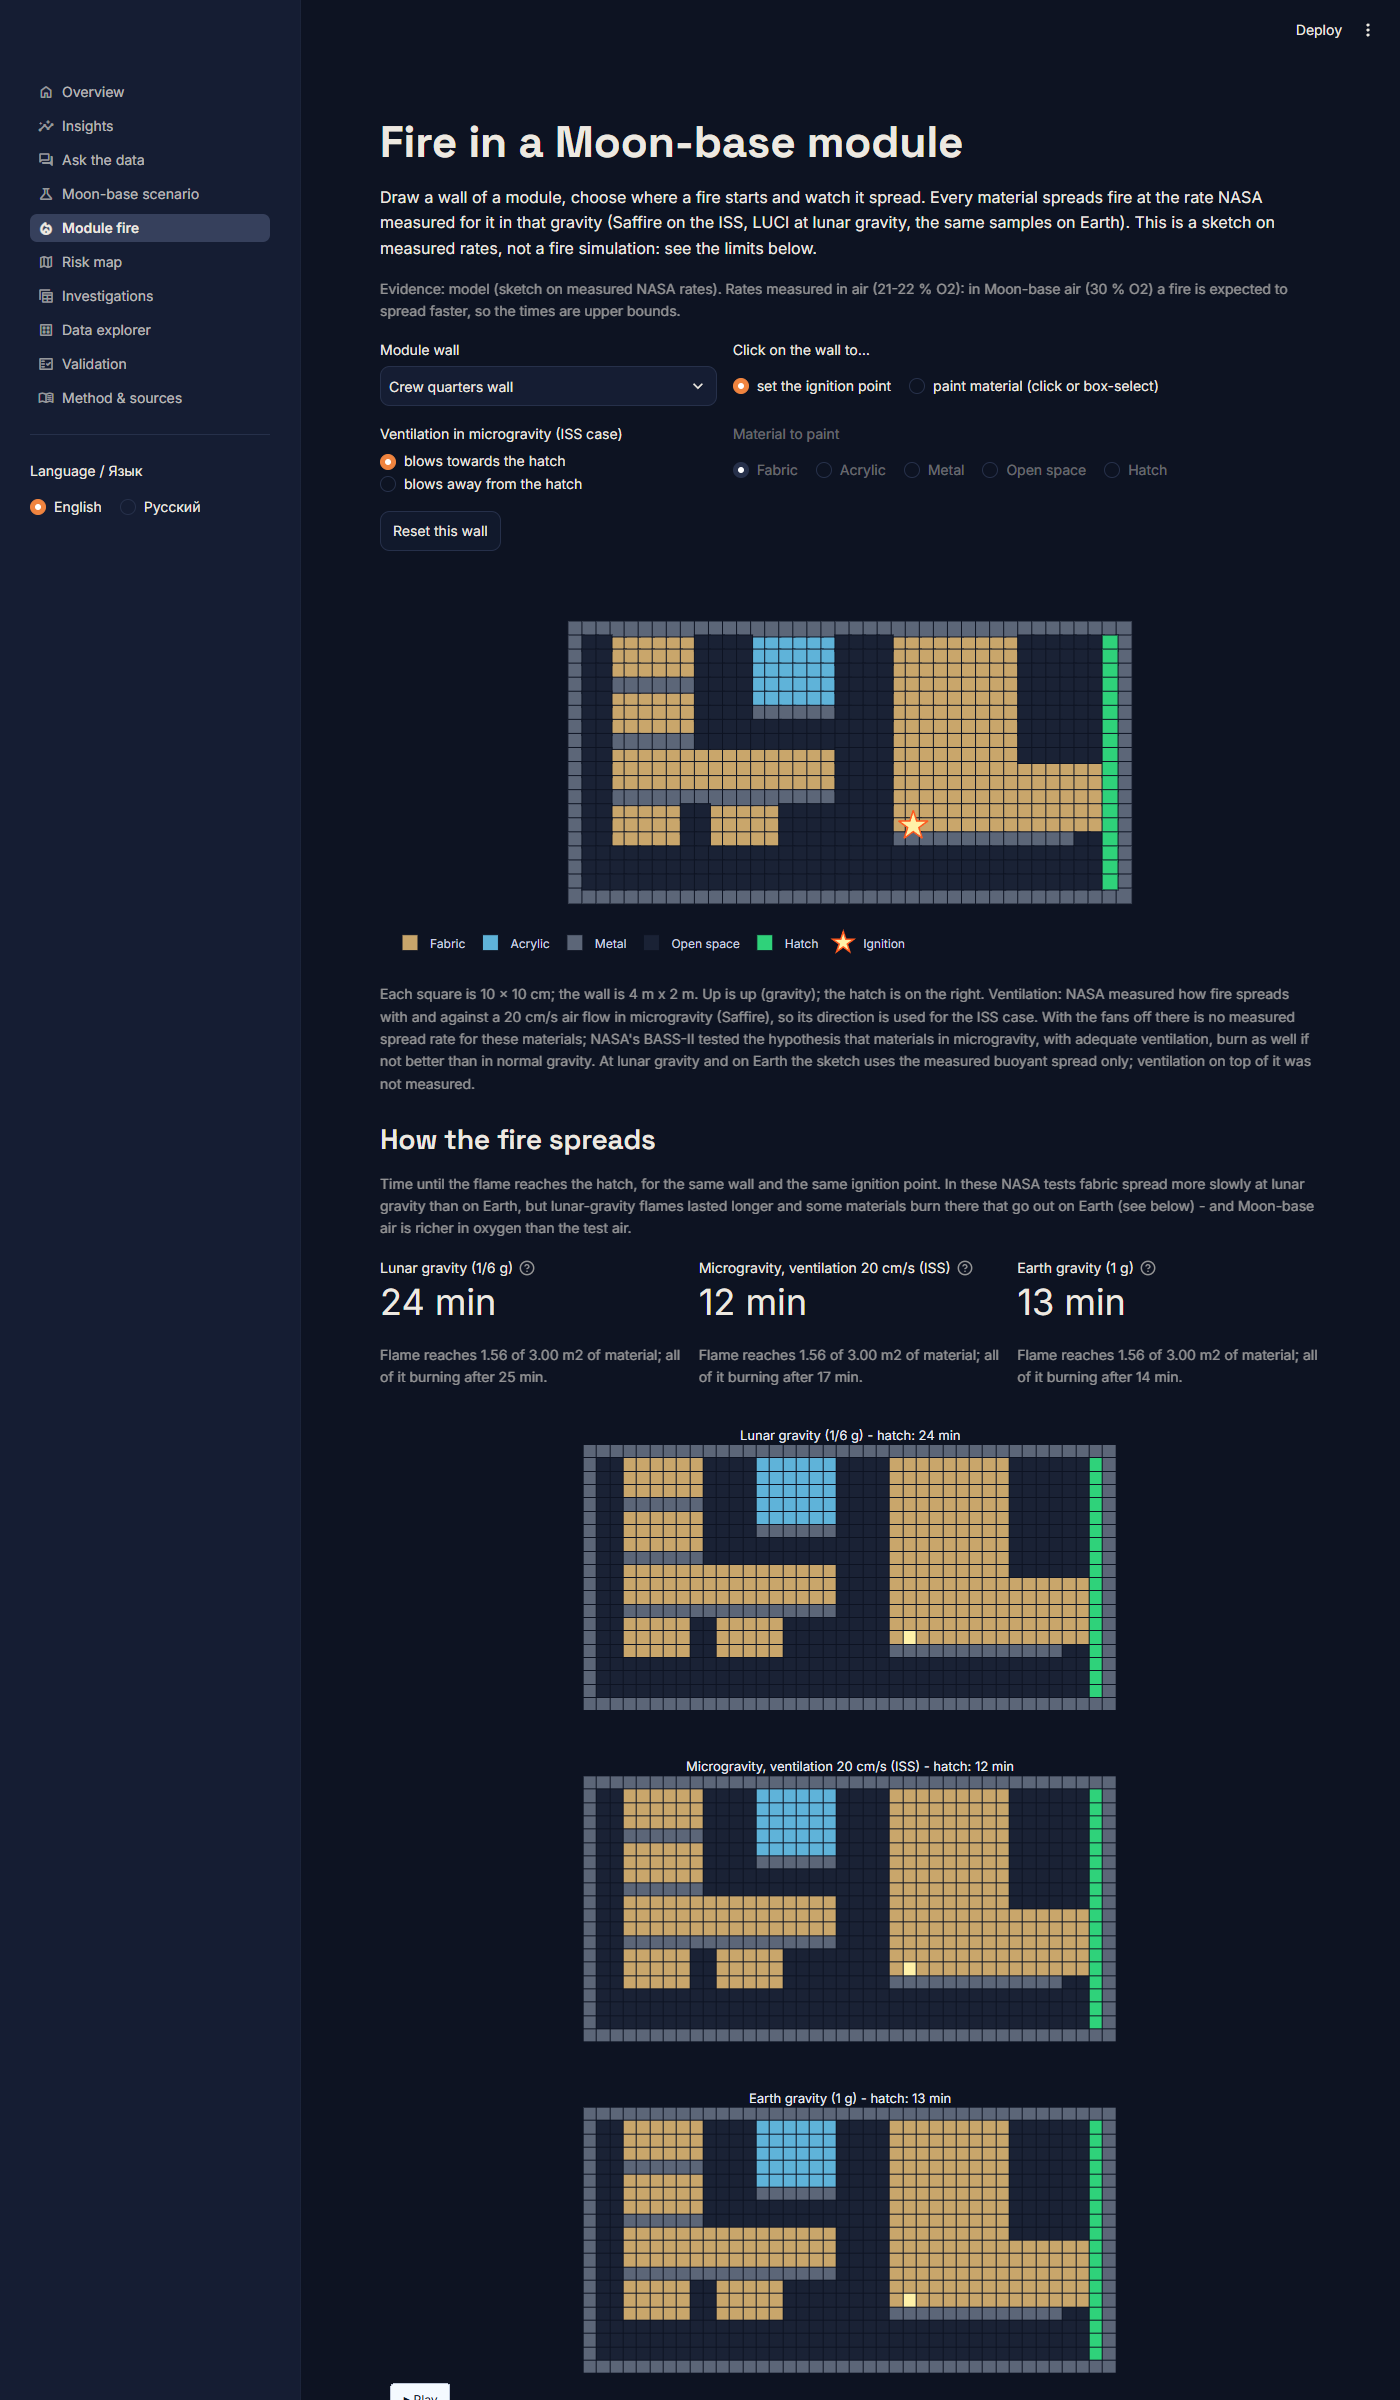 Deploy
Overview
Insights
Ask the data
Moon-base scenario
Module fire
Risk map
Investigations
Data explorer
Validation
Method & sources
Language / Язык
English
Русский
Fire in a Moon-base module
Draw a wall of a module, choose where a fire starts and watch it spread. Every material spreads fire at the rate NASA
measured for it in that gravity (Saffire on the ISS, LUCI at lunar gravity, the same samples on Earth). This is a sketch on
measured rates, not a fire simulation: see the limits below.
Evidence: model (sketch on measured NASA rates). Rates measured in air (21-22 % O2): in Moon-base air (30 % O2) a fire is expected to
spread faster, so the times are upper bounds.
Module wall
Crew quarters wall
Click on the wall to...
set the ignition point
paint material (click or box-select)
Ventilation in microgravity (ISS case)
blows towards the hatch
blows away from the hatch
Material to paint
Fabric
Acrylic
Metal
Open space
Hatch
Reset this wall
Fabric
Acrylic
Metal
Open space
Hatch
Ignition
Each square is 10 × 10 cm; the wall is 4 m x 2 m. Up is up (gravity); the hatch is on the right. Ventilation: NASA measured how fire spreads
with and against a 20 cm/s air flow in microgravity (Saffire), so its direction is used for the ISS case. With the fans off there is no measured
spread rate for these materials; NASA's BASS-II tested the hypothesis that materials in microgravity, with adequate ventilation, burn as well if
not better than in normal gravity. At lunar gravity and on Earth the sketch uses the measured buoyant spread only; ventilation on top of it was
not measured.
How the fire spreads
Time until the flame reaches the hatch, for the same wall and the same ignition point. In these NASA tests fabric spread more slowly at lunar
gravity than on Earth, but lunar-gravity flames lasted longer and some materials burn there that go out on Earth (see below) - and Moon-base
air is richer in oxygen than the test air.
Lunar gravity (1/6 g)
24 min
Flame reaches 1.56 of 3.00 m2 of material; all
of it burning after 25 min.
Microgravity, ventilation 20 cm/s (ISS)
12 min
Flame reaches 1.56 of 3.00 m2 of material; all
of it burning after 17 min.
Earth gravity (1 g)
13 min
Flame reaches 1.56 of 3.00 m2 of material; all
of it burning after 14 min.
Lunar gravity (1/6 g) - hatch: 24 min
Microgravity, ventilation 20 cm/s (ISS) - hatch: 12 min
Earth gravity (1 g) - hatch: 13 min
Play